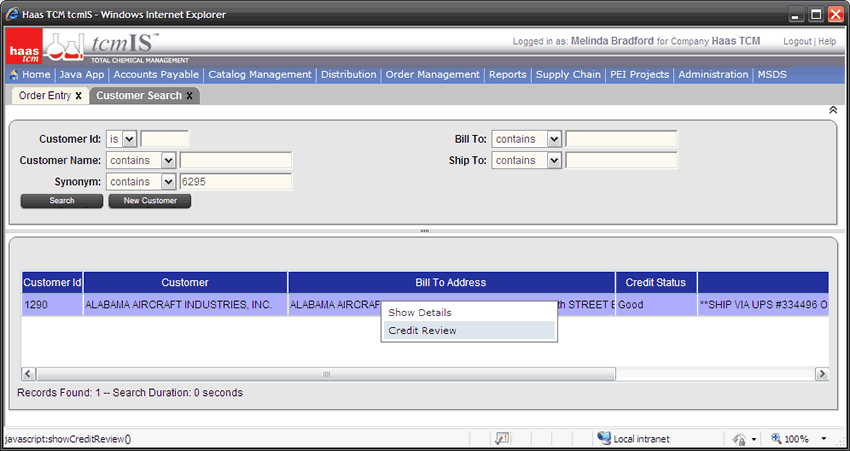 Haas TCM tcmIS - Windows Internet Explorer
haas tcm
tcmIS™
TOTAL CHEMICAL MANAGEMENT
Logged in as: Melinda Bradford for Company Haas TCM Logout | Help
Home Java App Accounts Payable Catalog Management Distribution Order Management Reports Supply Chain PEI Projects Administration MSDS
Order Entry x Customer Search x
Customer Id: is Bill To: contains
Customer Name: contains Ship To: contains
Synonym: contains 6295
Search New Customer
Customer Id Customer Bill To Address Credit Status
1290 ALABAMA AIRCRAFT INDUSTRIES, INC. ALABAMA AIRCRAF th STREET E Good **SHIP VIA UPS #334496 O
Show Details
Credit Review
Records Found: 1 -- Search Duration: 0 seconds
javascript:showCreditReview() Local intranet 100%